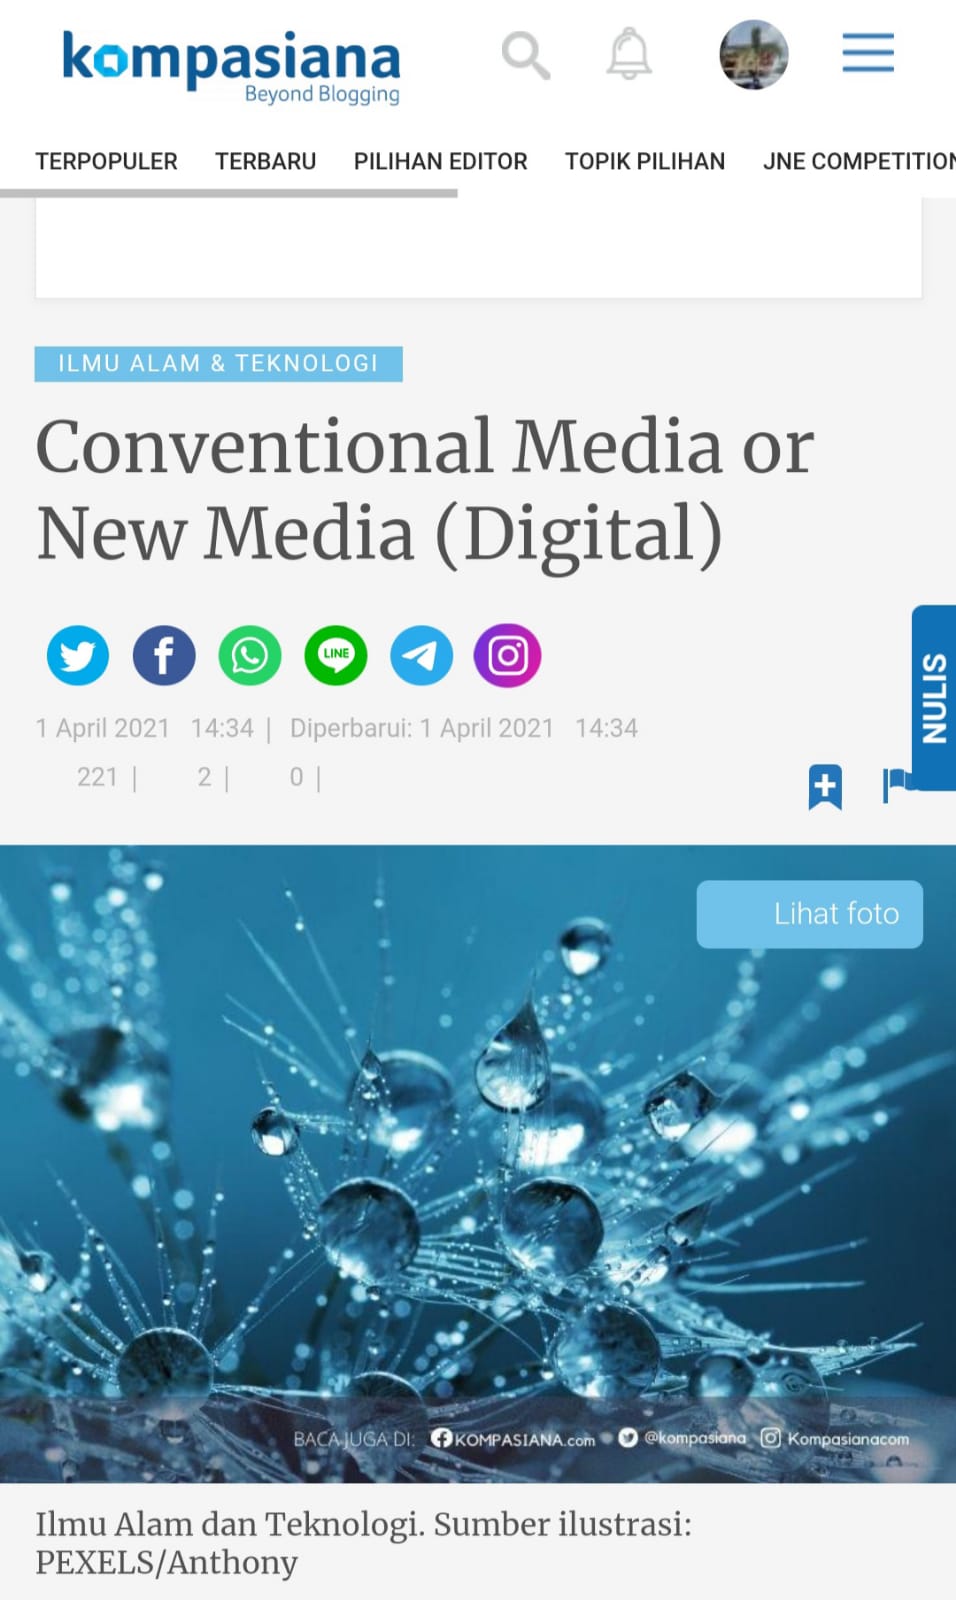 kompasiana
Beyond Blogging
TERPOPULER TERBARU PILIHAN EDITOR TOPIK PILIHAN JNE COMPETITION
ILMU ALAM & TEKNOLOGI
Conventional Media or
New Media (Digital)
LINE
NULIS
1 April 2021 14:34 | Diperbarui: 1 April 2021 14:34
221 | 2 | 0 |
Lihat foto
BACA JUGA DI: KOMPASIANA.com @kompasiana Kompasianacom
Ilmu Alam dan Teknologi. Sumber ilustrasi:
PEXELS/Anthony